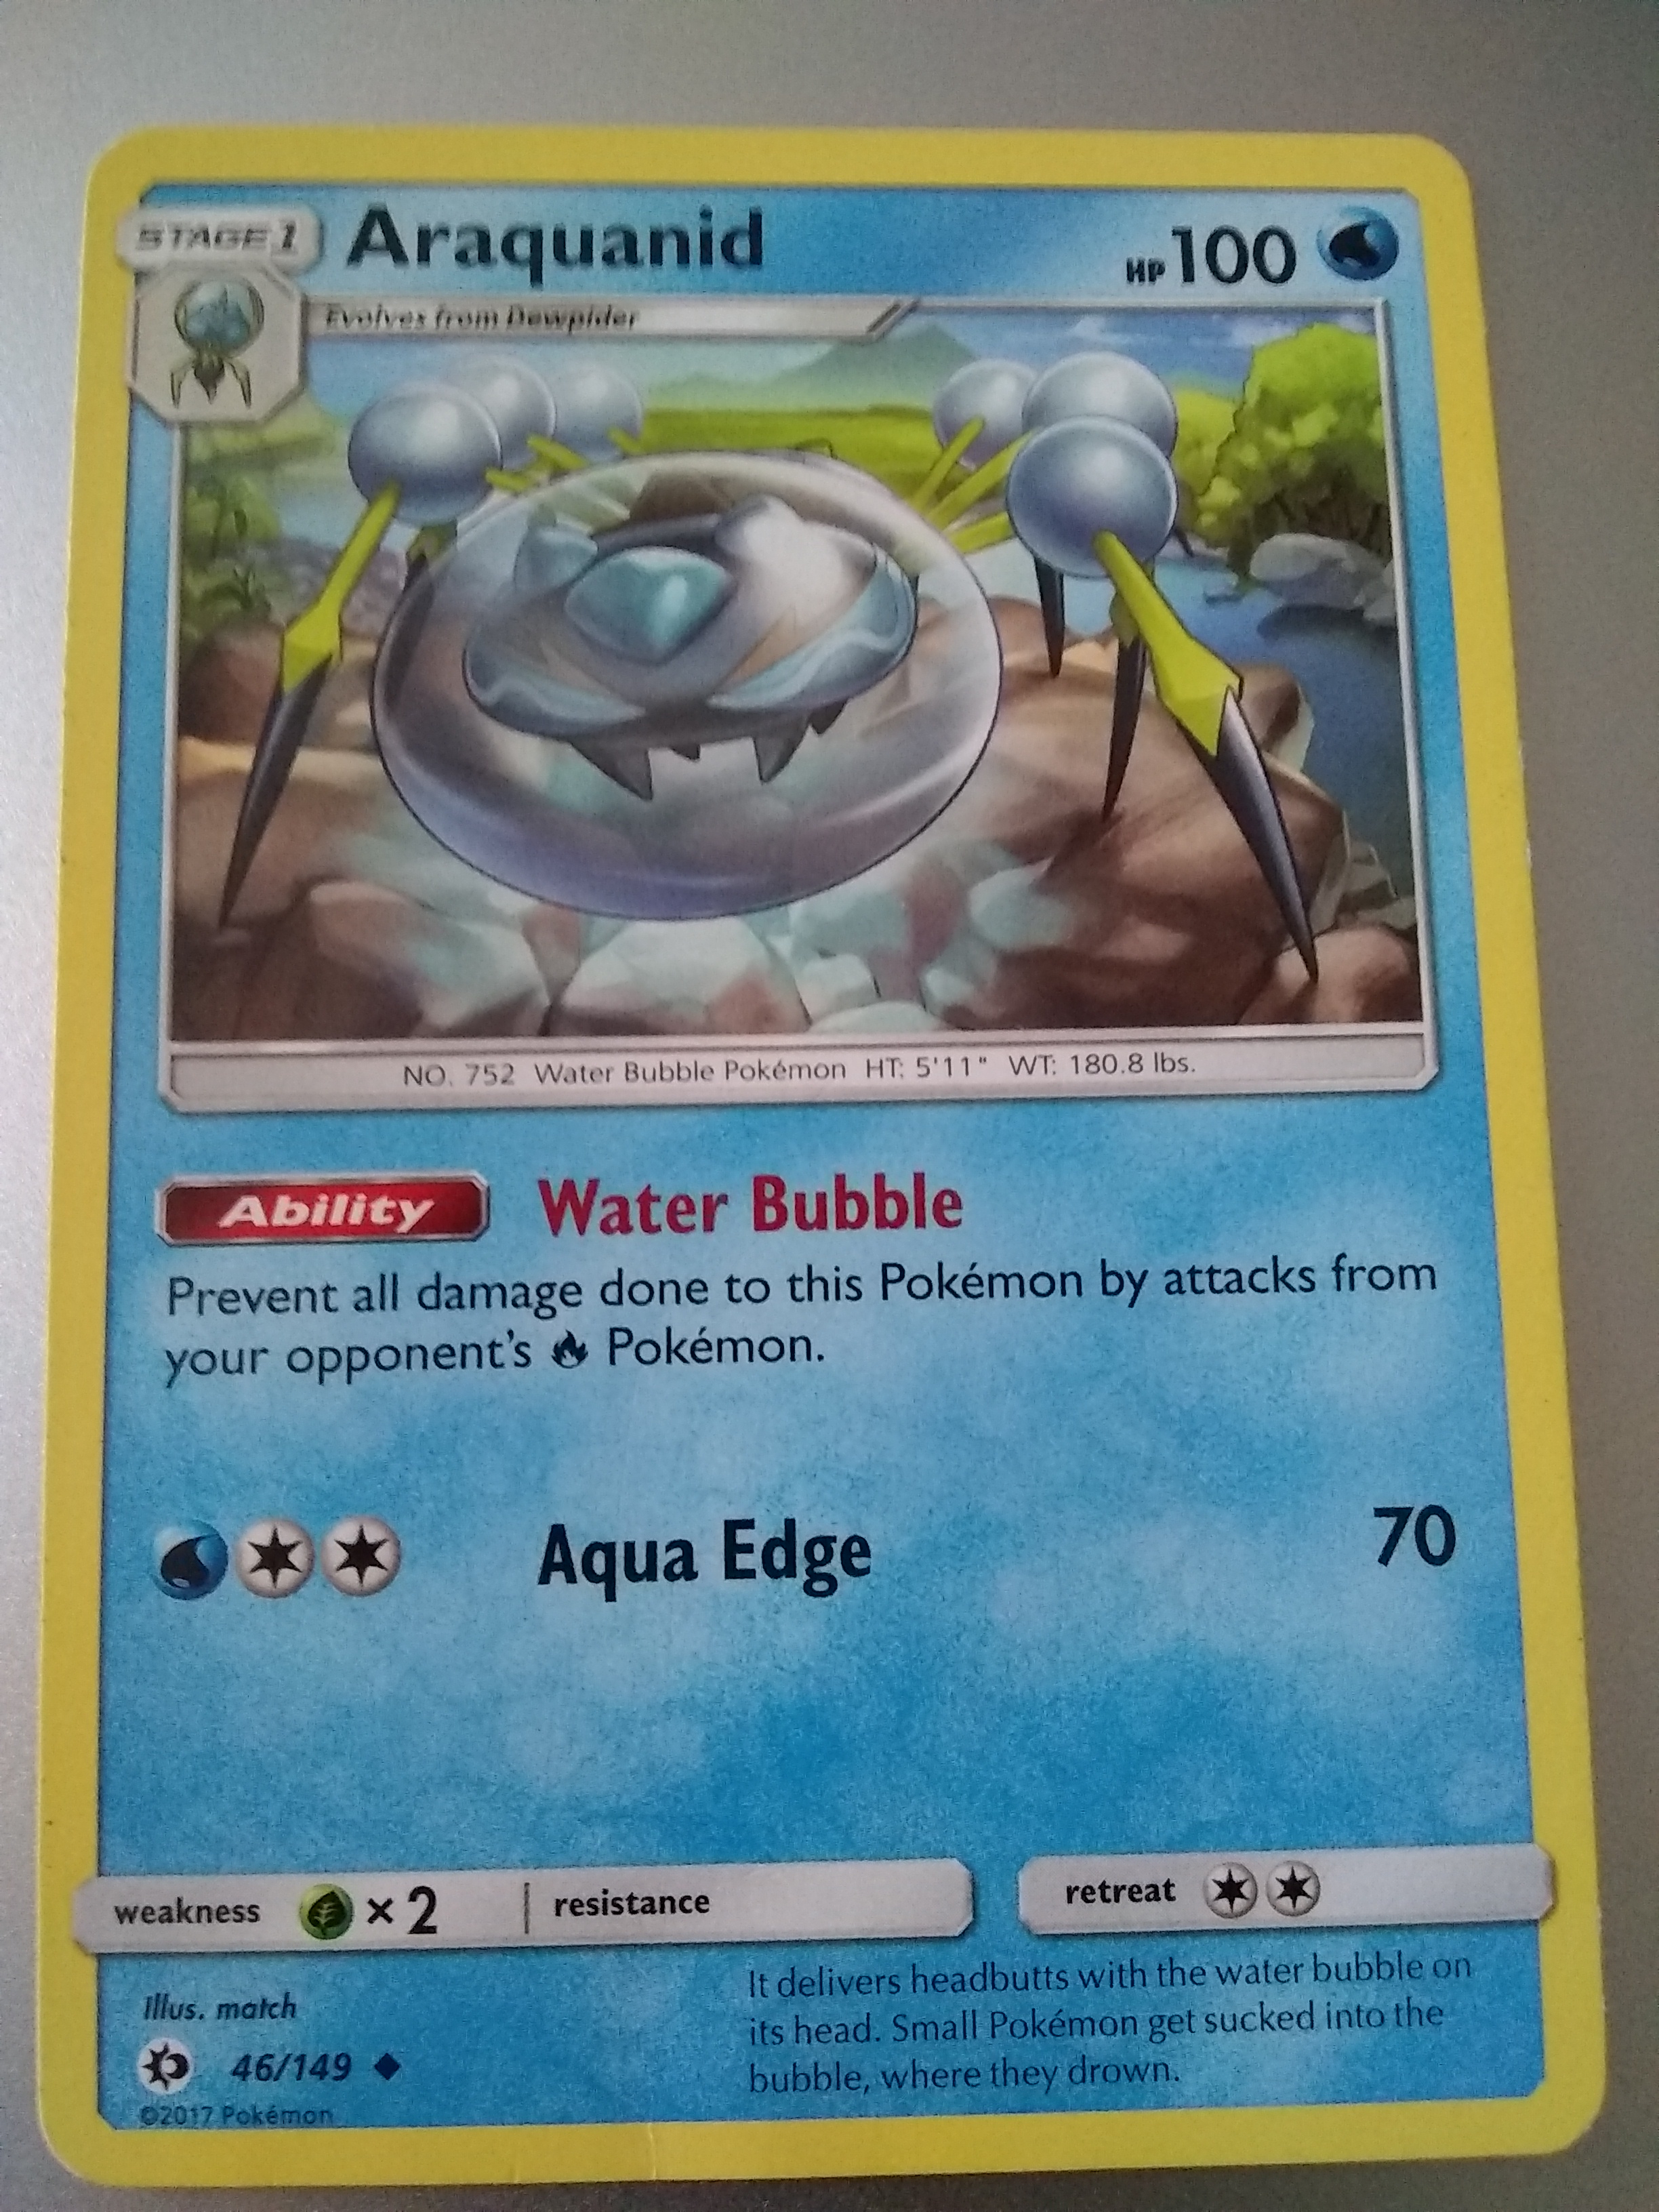 STAGE 1 Araquanid HP 100
Evolves from Dewpider
NO. 752 Water Bubble Pokémon HT: 5'11" WT: 180.8 lbs.
Ability Water Bubble
Prevent all damage done to this Pokémon by attacks from
your opponent's Pokémon.
Aqua Edge 70
weakness ×2 resistance retreat
Illus. match
46/149
©2017 Pokémon
It delivers headbutts with the water bubble on
its head. Small Pokémon get sucked into the
bubble, where they drown.